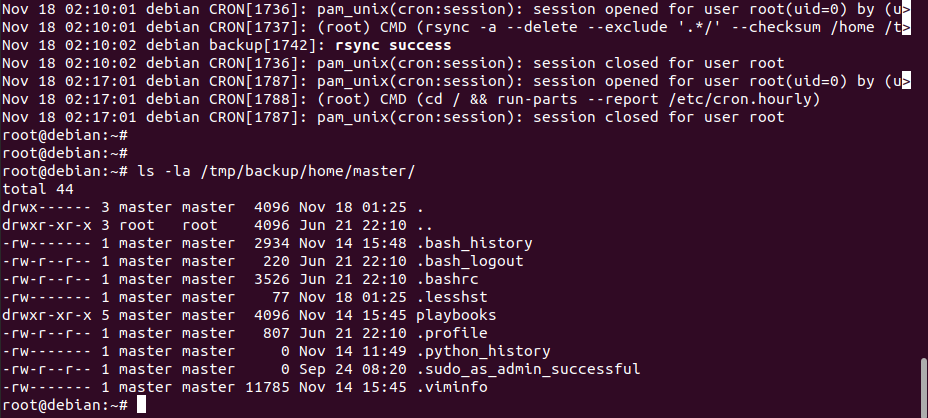 Nov 18 02:10:01 debian CRON[1736]: pam_unix(cron:session): session opened for user root(uid=0) by (u>
Nov 18 02:10:01 debian CRON[1737]: (root) CMD (rsync -a --delete --exclude '.*/' --checksum /home /t>
Nov 18 02:10:02 debian backup[1742]: rsync success
Nov 18 02:10:02 debian CRON[1736]: pam_unix(cron:session): session closed for user root
Nov 18 02:17:01 debian CRON[1787]: pam_unix(cron:session): session opened for user root(uid=0) by (u>
Nov 18 02:17:01 debian CRON[1788]: (root) CMD (cd / && run-parts --report /etc/cron.hourly)
Nov 18 02:17:01 debian CRON[1787]: pam_unix(cron:session): session closed for user root
root@debian:~#
root@debian:~#
root@debian:~# ls -la /tmp/backup/home/master/
total 44
drwx------ 3 master master  4096 Nov 18 01:25 .
drwxr-xr-x 3 root   root    4096 Jun 21 22:10 ..
-rw------- 1 master master  2934 Nov 14 15:48 .bash_history
-rw-r--r-- 1 master master   220 Jun 21 22:10 .bash_logout
-rw-r--r-- 1 master master  3526 Jun 21 22:10 .bashrc
-rw------- 1 master master    77 Nov 18 01:25 .lesshst
drwxr-xr-x 5 master master  4096 Nov 14 15:45 playbooks
-rw-r--r-- 1 master master   807 Jun 21 22:10 .profile
-rw------- 1 master master     0 Nov 14 11:49 .python_history
-rw-r--r-- 1 master master     0 Sep 24 08:20 .sudo_as_admin_successful
-rw------- 1 master master 11785 Nov 14 15:45 .viminfo
root@debian:~#